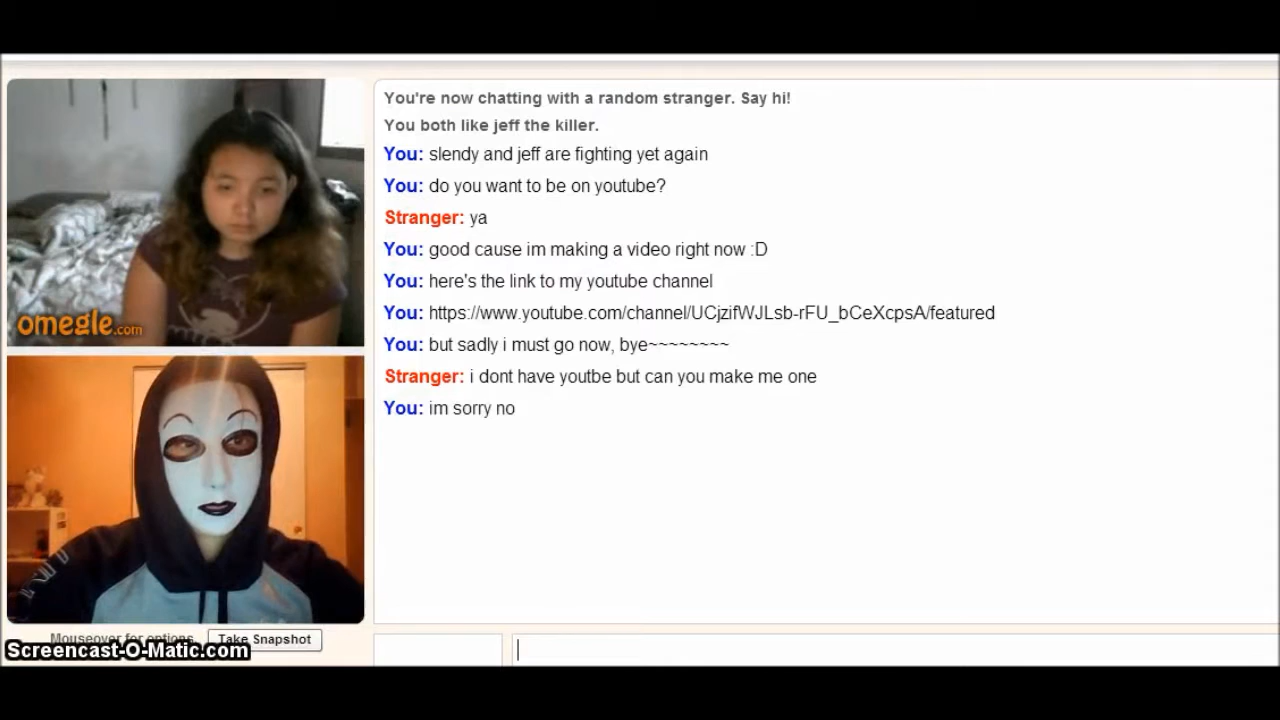 You're now chatting with a random stranger. Say hi!
You both like jeff the killer.
You: slendy and jeff are fighting yet again
You: do you want to be on youtube?
Stranger: ya
You: good cause im making a video right now :D
You: here's the link to my youtube channel
You: https://www.youtube.com/channel/UCjzifWJLsb-rFU_bCeXcpsA/featured
You: but sadly i must go now, bye~~~~~~~~
Stranger: i dont have youtbe but can you make me one
You: im sorry no
omegle.com
Mouseover for options
Take Snapshot
Screencast-O-Matic.com